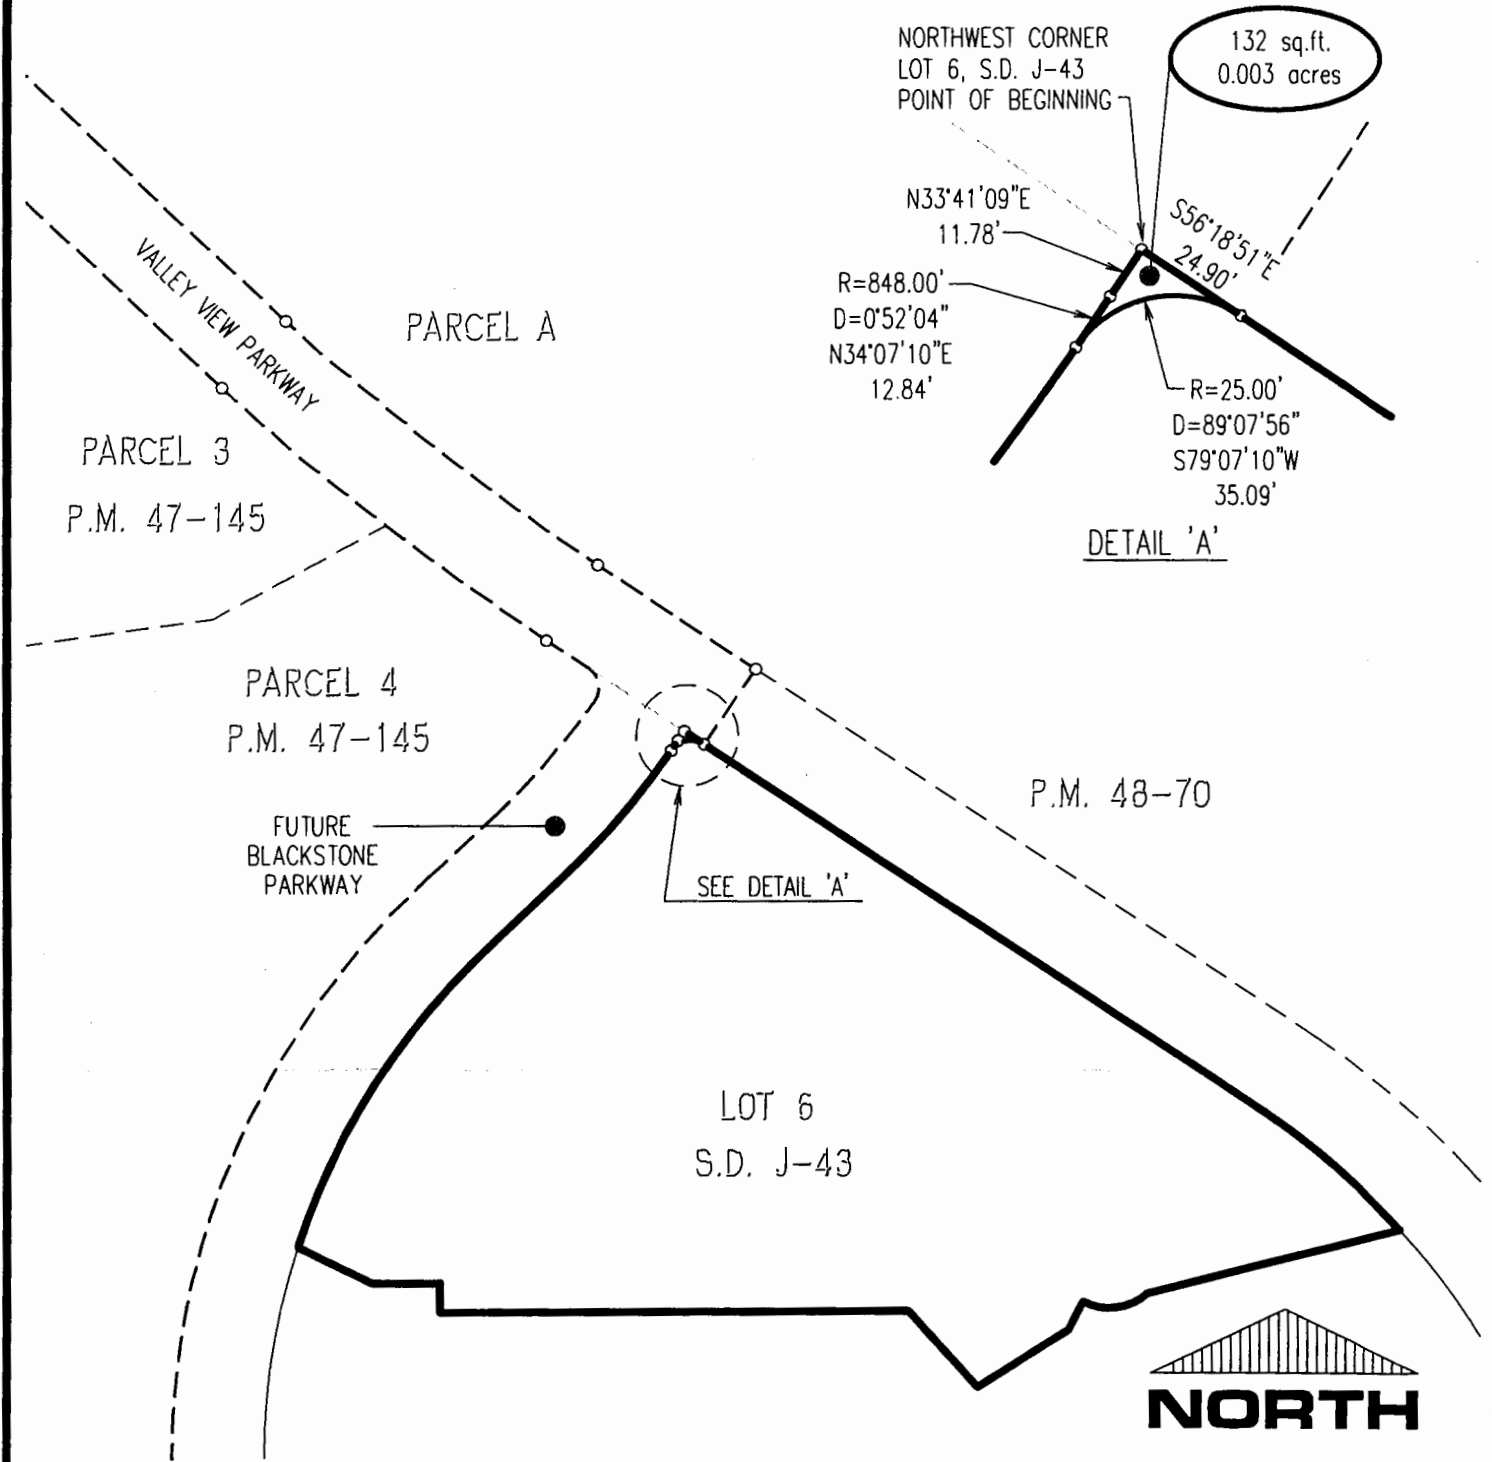 NORTHWEST CORNER
LOT 6, S.D. J-43
POINT OF BEGINNING
132 sq.ft.
0.003 acres
N33°41'09"E
11.78'
S56°18'51"E
24.90'
R=848.00'
D=0°52'04"
N34°07'10"E
12.84'
R=25.00'
D=89°07'56"
S79°07'10"W
35.09'
DETAIL 'A'
VALLEY VIEW PARKWAY
PARCEL A
PARCEL 3
P.M. 47-145
PARCEL 4
P.M. 47-145
P.M. 48-70
FUTURE
BLACKSTONE
PARKWAY
SEE DETAIL 'A'
LOT 6
S.D. J-43
NORTH